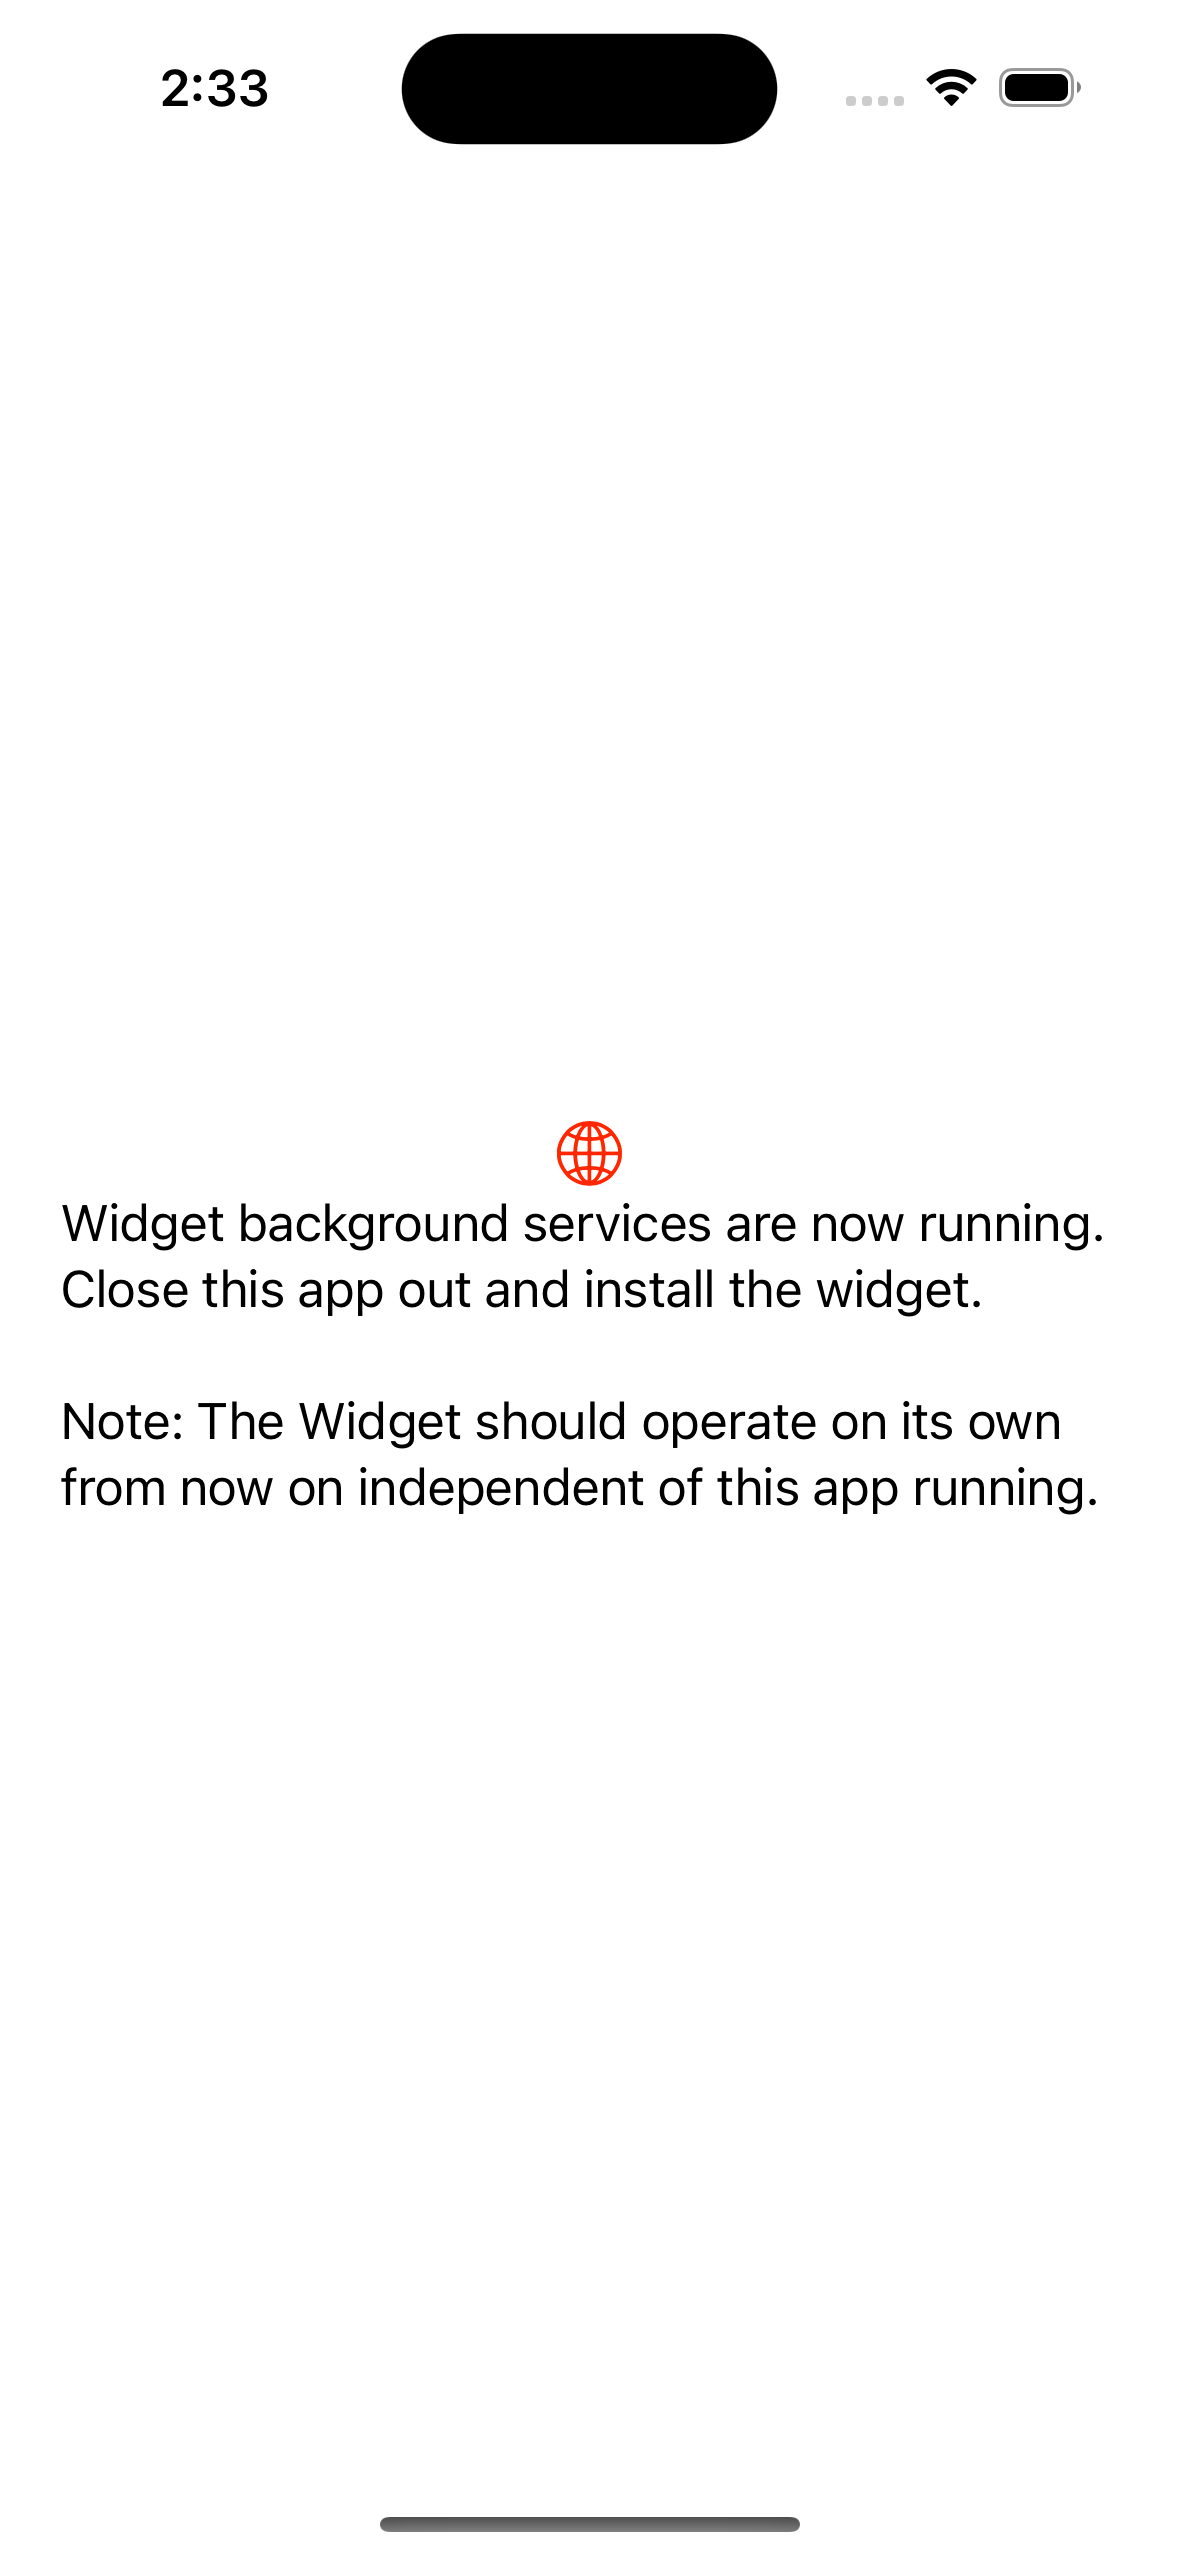 2:33
Widget background services are now running.
Close this app out and install the widget.
Note: The Widget should operate on its own
from now on independent of this app running.